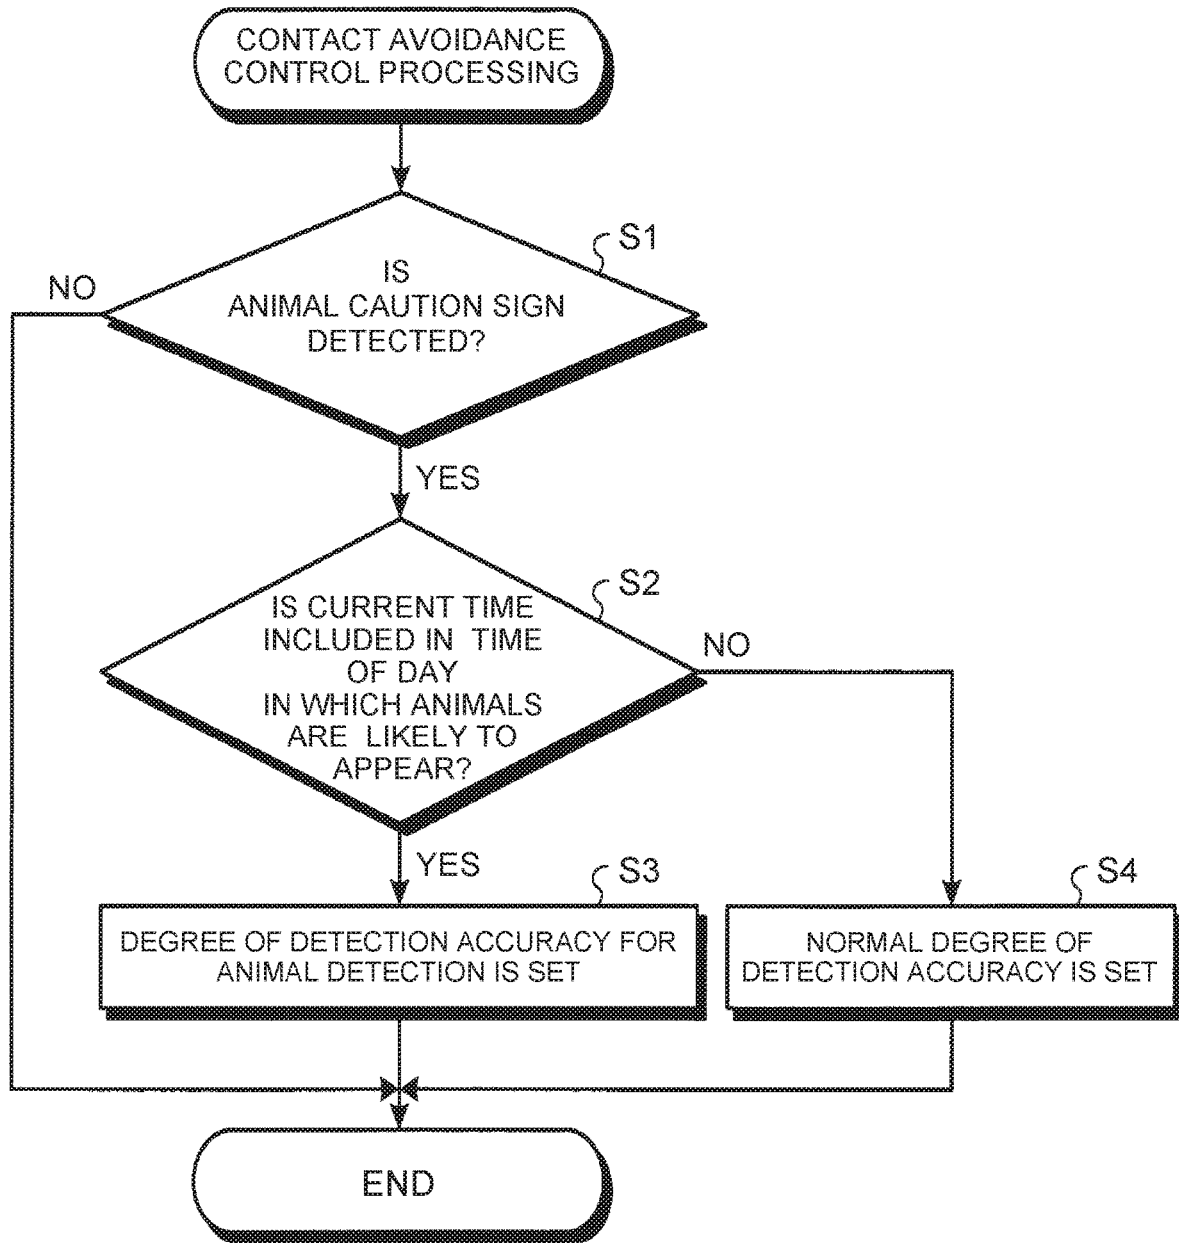 CONTACT AVOIDANCE
CONTROL PROCESSING
S1
IS
ANIMAL CAUTION SIGN
DETECTED?
NO
YES
S2
IS CURRENT TIME
INCLUDED IN TIME
OF DAY
IN WHICH ANIMALS
ARE LIKELY TO
APPEAR?
NO
YES
S3
DEGREE OF DETECTION ACCURACY FOR
ANIMAL DETECTION IS SET
S4
NORMAL DEGREE OF
DETECTION ACCURACY IS SET
END